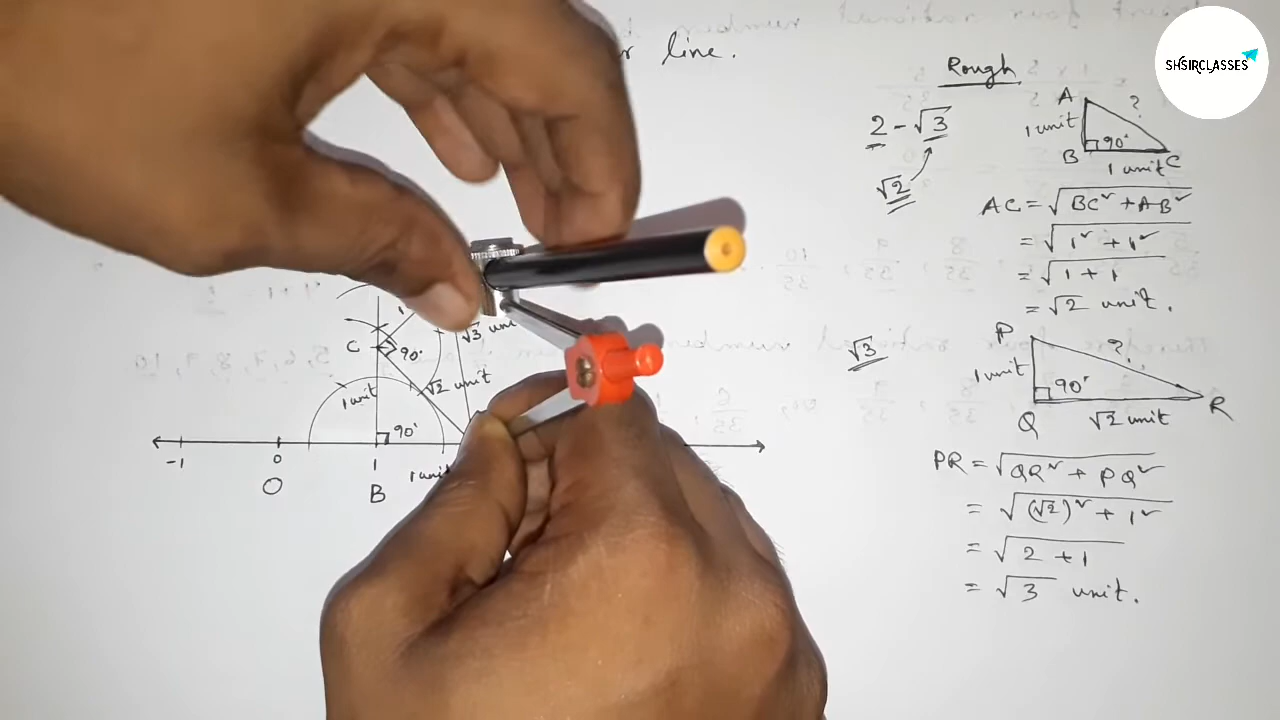 SHSIRCLASSES
line.
Rough
2 - √3
√2
A
?
1 unit
90°
B
1 unit C
AC = √BC² + AB²
= √1² + 1²
= √1 + 1
= √2 unit.
√3
P
?
1 unit
90°
Q
√2 unit
R
PR = √QR² + PQ²
= √(√2)² + 1²
= √2 + 1
= √3 unit.
1
√3 uni
C
90°
√2 unit
1 unit
90°
-1
0
1
1 unit
O
B